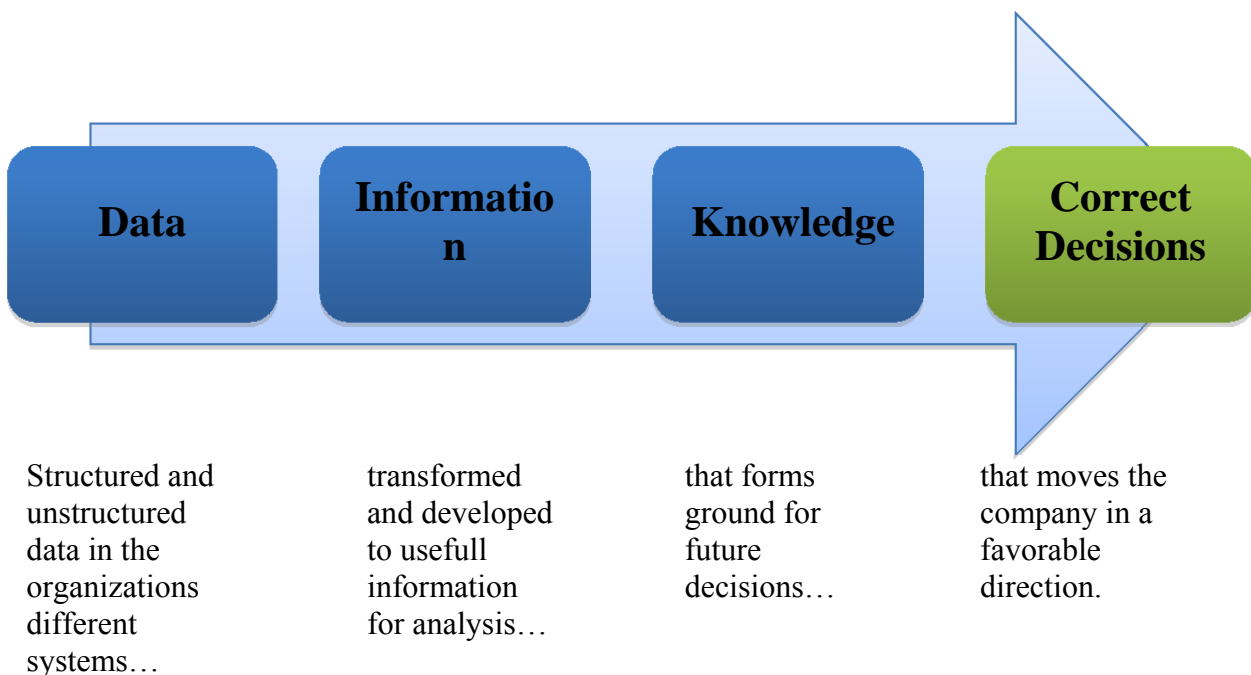 Data
Informatio
n
Knowledge
Correct
Decisions
Structured and
unstructured
data in the
organizations
different
systems…
transformed
and developed
to usefull
information
for analysis…
that forms
ground for
future
decisions…
that moves the
company in a
favorable
direction.